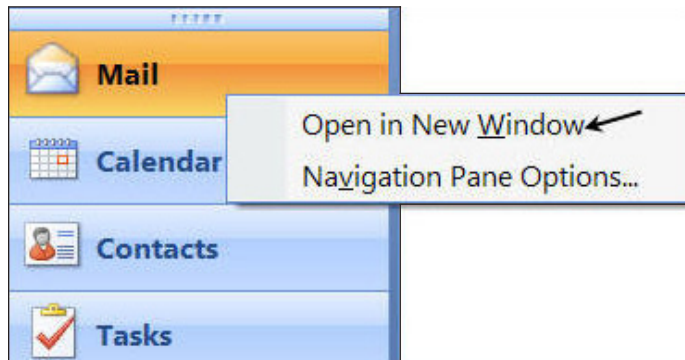 Mail
Open in New Window
Calendar
Navigation Pane Options...
Contacts
Tasks